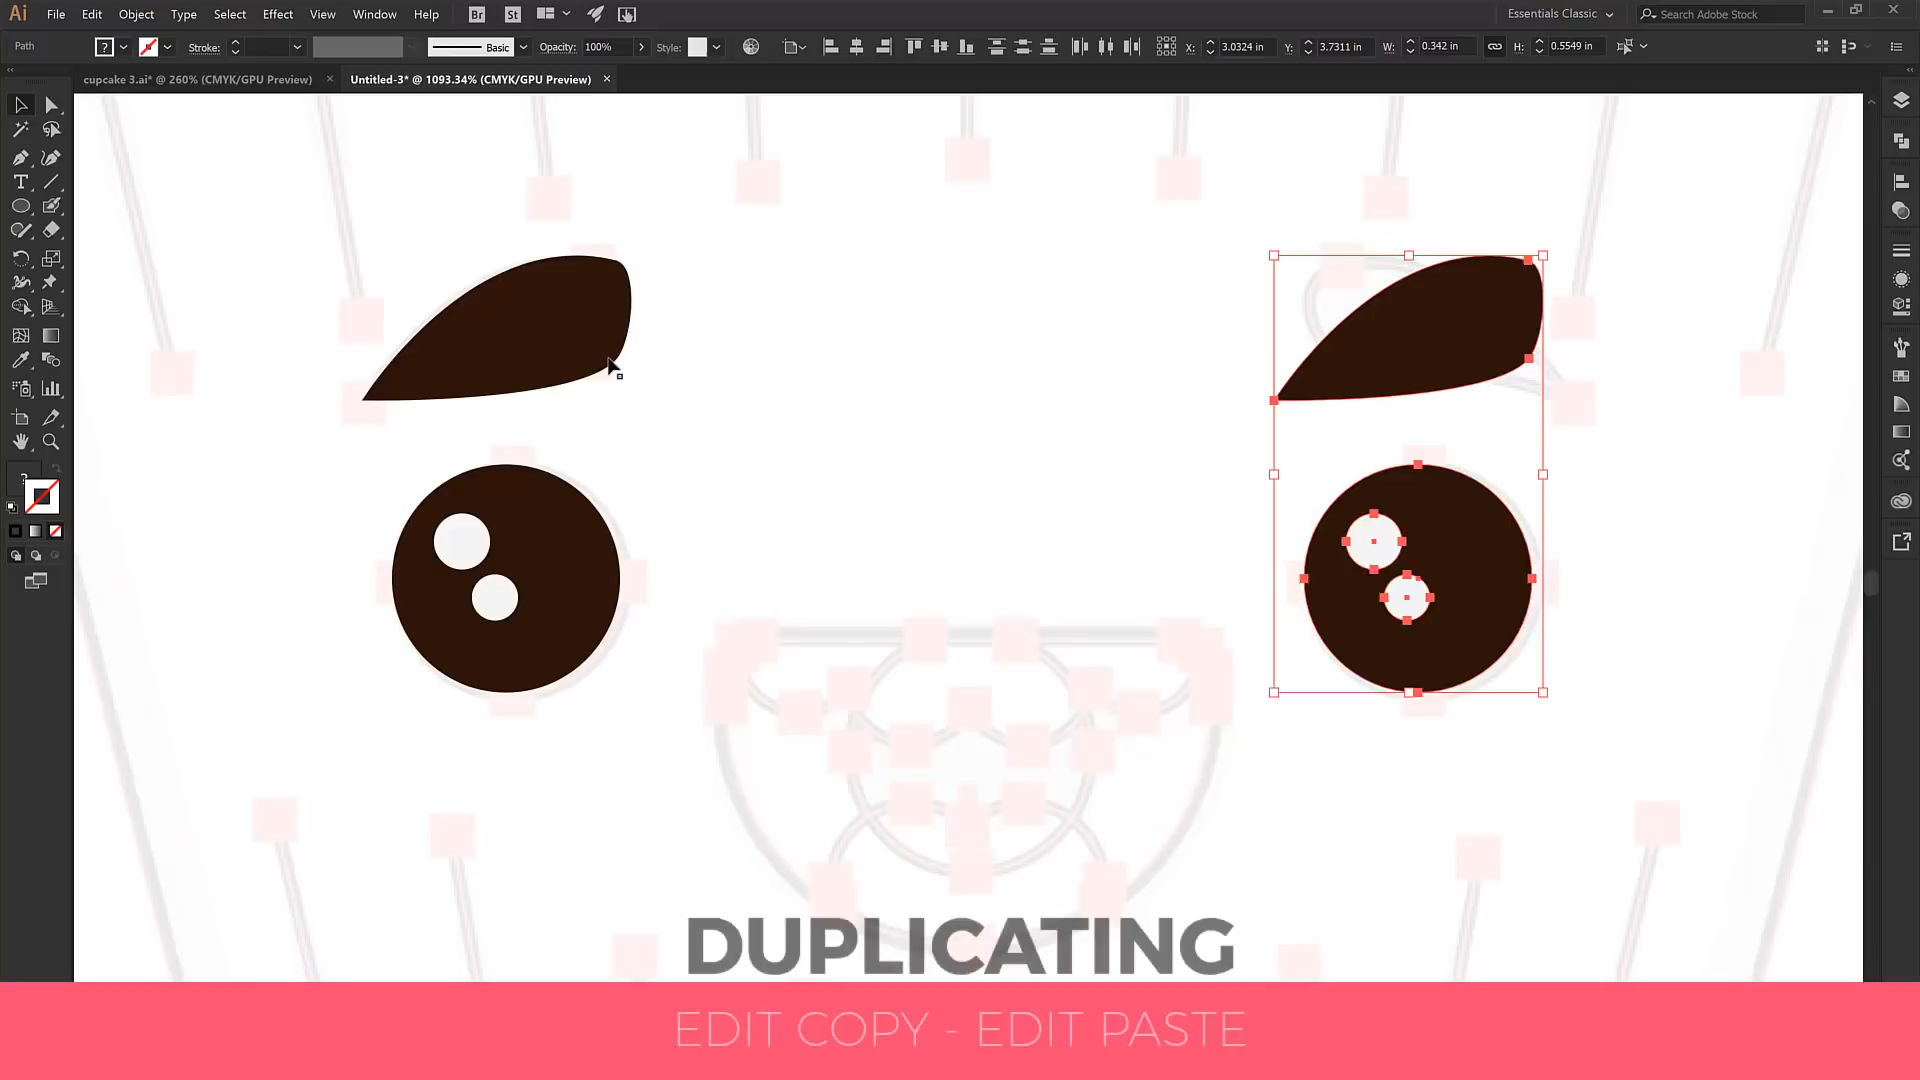 Ai File Edit Object Type Select Effect View Window Help Br St Essentials Classic Search Adobe Stock
Path ? Stroke: Basic Opacity: 100% Style: X: 3.0324 in Y: 3.7311 in W: 0.342 in H: 0.5549 in
cupcake 3.ai* @ 260% (CMYK/GPU Preview) × Untitled-3* @ 1093.34% (CMYK/GPU Preview) ×
T
?
DUPLICATING
EDIT COPY - EDIT PASTE